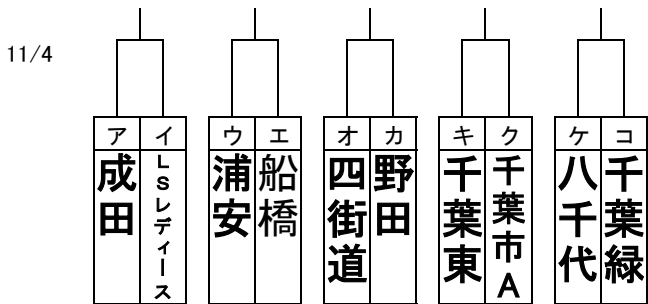 11/4
ア イ ウ エ オ カ キ ク ケ コ
成田
LSレディース
浦安
船橋
四街道
野田
千葉東
千葉市A
八千代
千葉緑